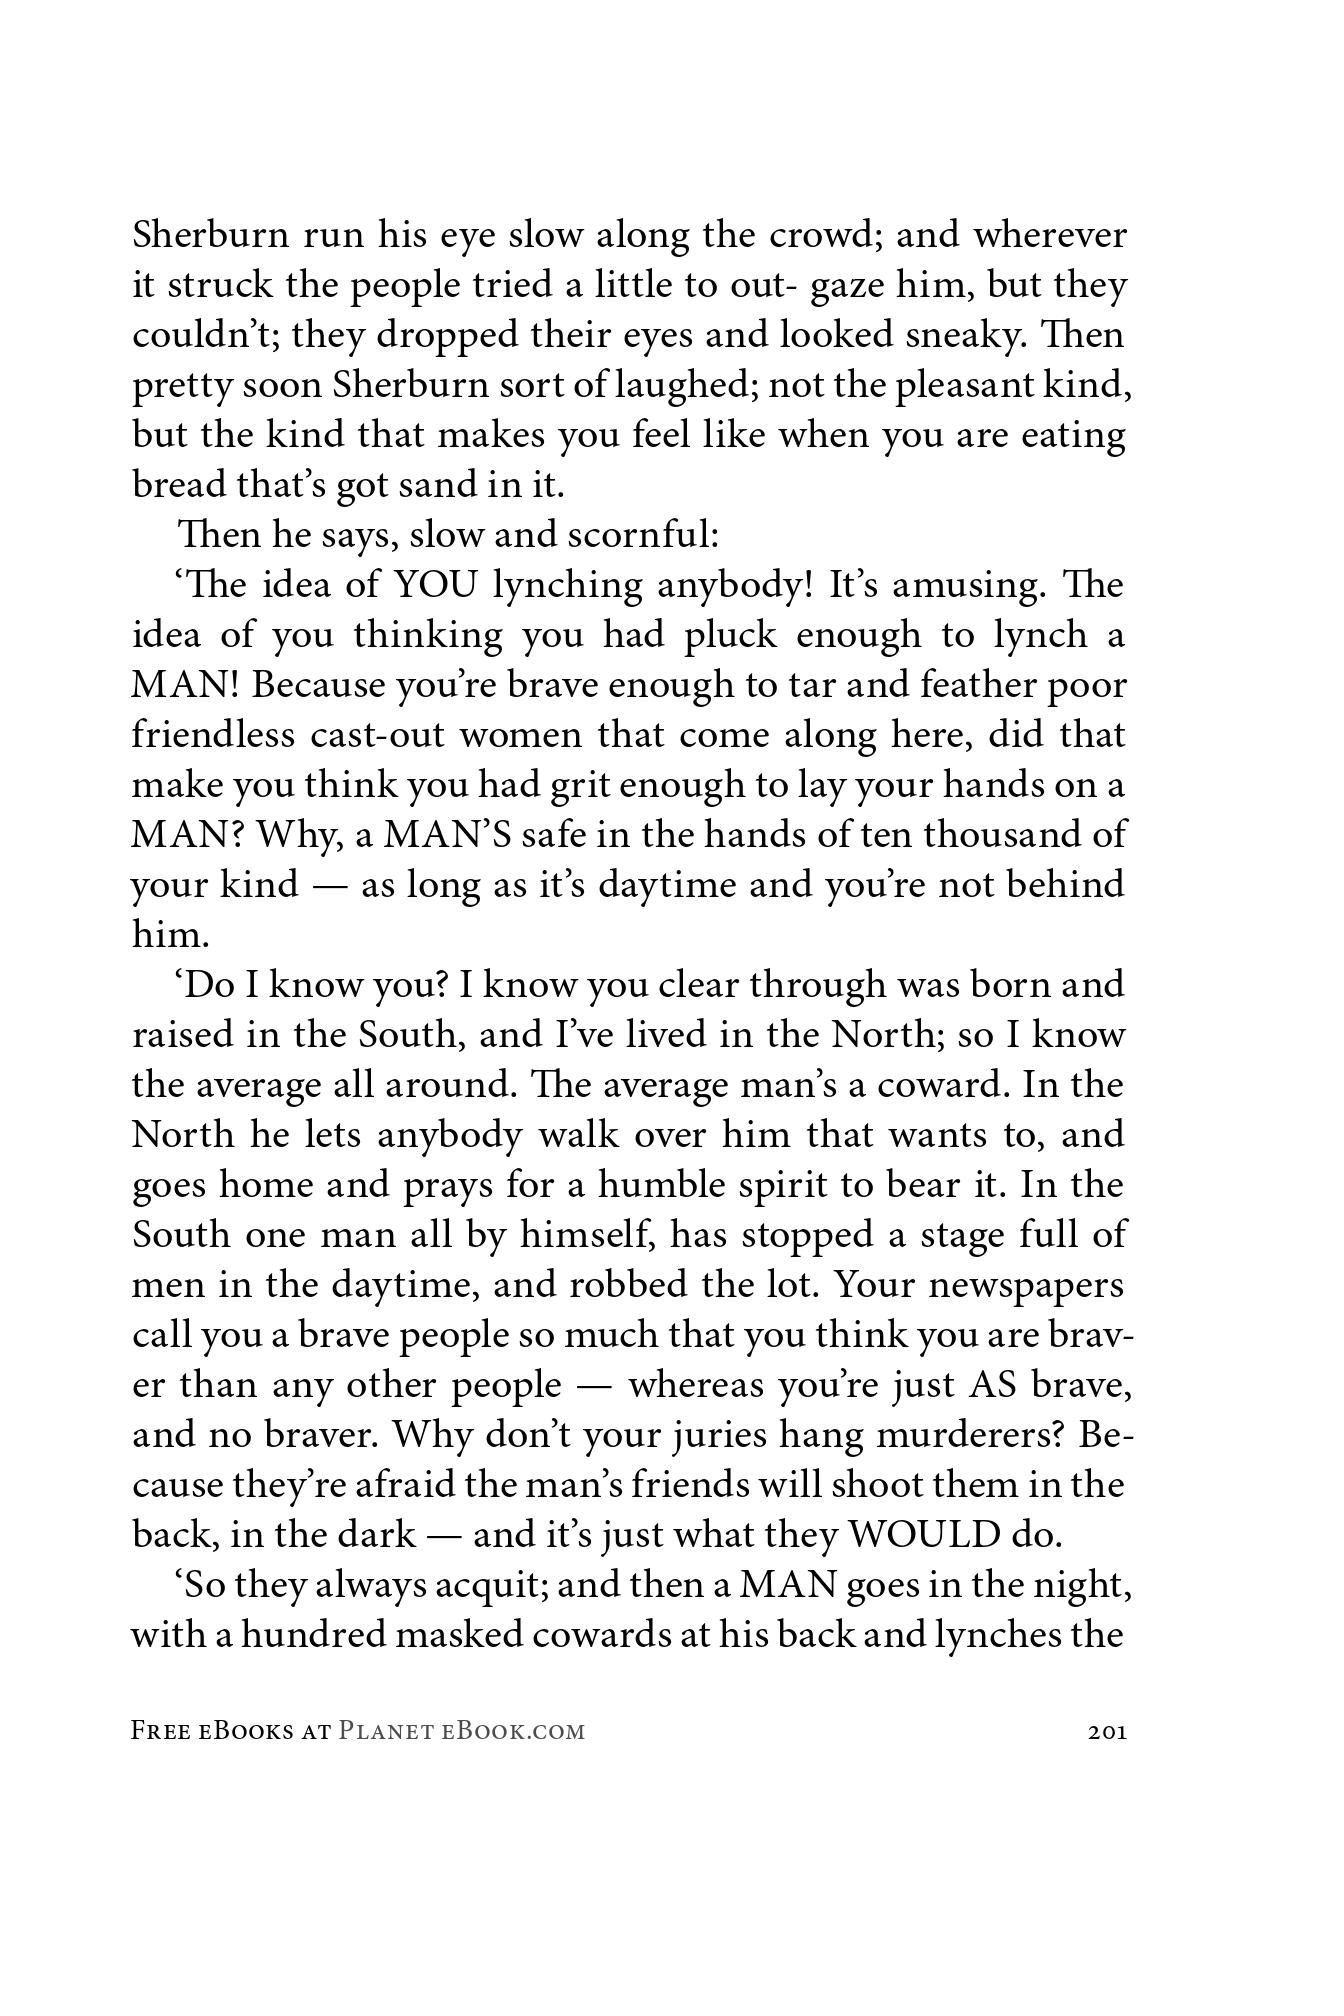 Sherburn run his eye slow along the crowd; and wherever
it struck the people tried a little to out- gaze him, but they
couldn’t; they dropped their eyes and looked sneaky. Then
pretty soon Sherburn sort of laughed; not the pleasant kind,
but the kind that makes you feel like when you are eating
bread that’s got sand in it.
Then he says, slow and scornful:
‘The idea of YOU lynching anybody! It’s amusing. The
idea of you thinking you had pluck enough to lynch a
MAN! Because you’re brave enough to tar and feather poor
friendless cast-out women that come along here, did that
make you think you had grit enough to lay your hands on a
MAN? Why, a MAN’S safe in the hands of ten thousand of
your kind — as long as it’s daytime and you’re not behind
him.
‘Do I know you? I know you clear through was born and
raised in the South, and I’ve lived in the North; so I know
the average all around. The average man’s a coward. In the
North he lets anybody walk over him that wants to, and
goes home and prays for a humble spirit to bear it. In the
South one man all by himself, has stopped a stage full of
men in the daytime, and robbed the lot. Your newspapers
call you a brave people so much that you think you are brav-
er than any other people — whereas you’re just AS brave,
and no braver. Why don’t your juries hang murderers? Be-
cause they’re afraid the man’s friends will shoot them in the
back, in the dark — and it’s just what they WOULD do.
‘So they always acquit; and then a MAN goes in the night,
with a hundred masked cowards at his back and lynches the
Free eBooks at Planet eBook.com 201